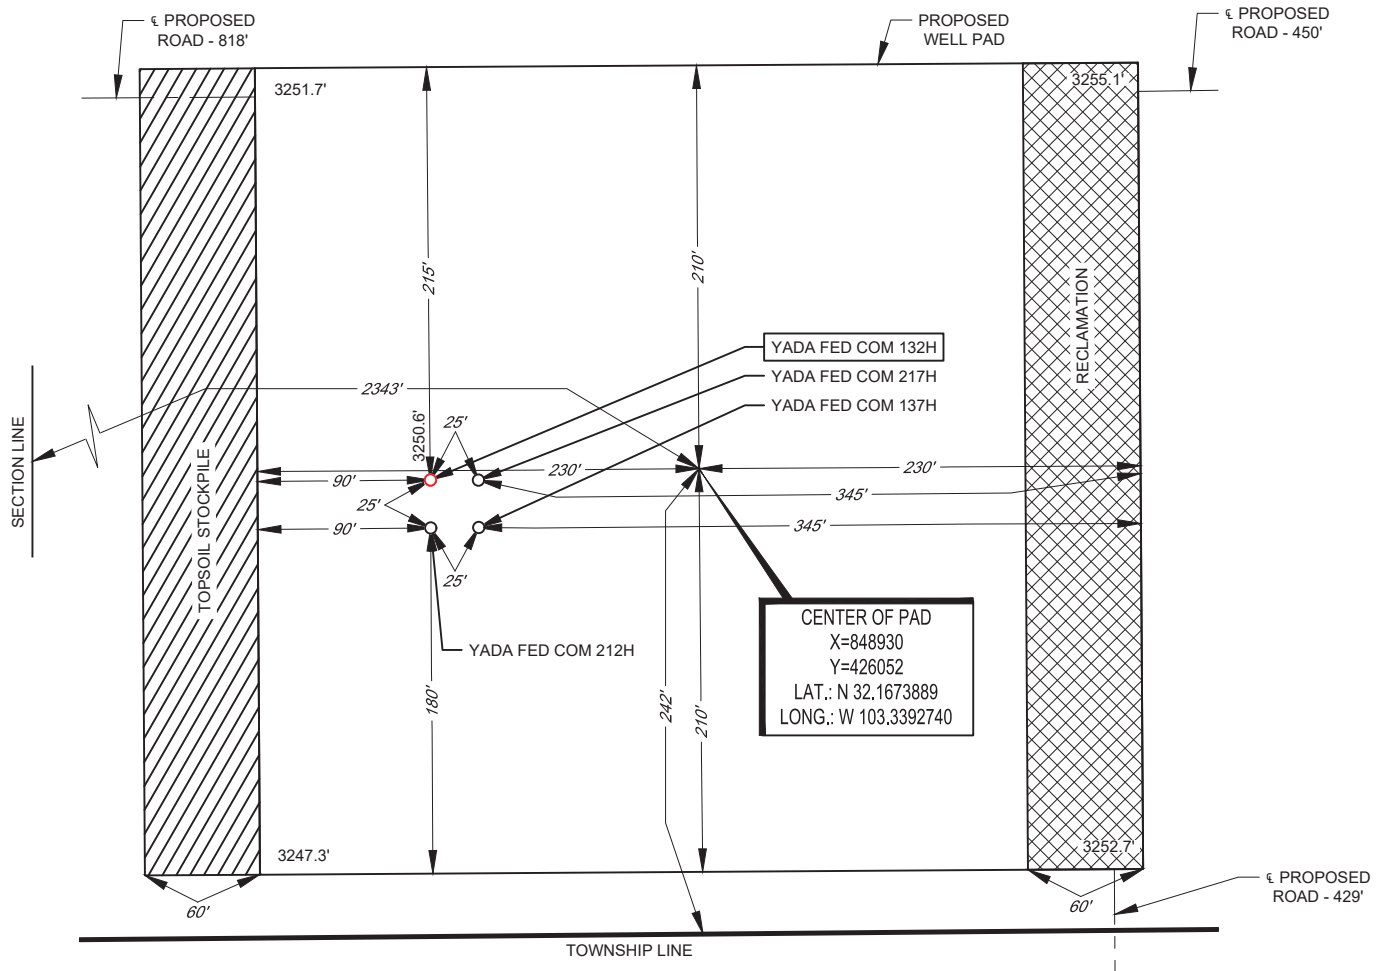 ℄ PROPOSED
ROAD - 818'
PROPOSED
WELL PAD
℄ PROPOSED
ROAD - 450'
3251.7'
3255.1'
215'
210'
RECLAMATION
YADA FED COM 132H
YADA FED COM 217H
YADA FED COM 137H
2343'
SECTION LINE
TOPSOIL STOCKPILE
3250.6'
25'
230'
230'
90'
345'
25'
90'
345'
25'
CENTER OF PAD
X=848930
Y=426052
LAT.: N 32.1673889
LONG.: W 103.3392740
YADA FED COM 212H
180'
242'
210'
3247.3'
3252.7'
60'
60'
℄ PROPOSED
ROAD - 429'
TOWNSHIP LINE